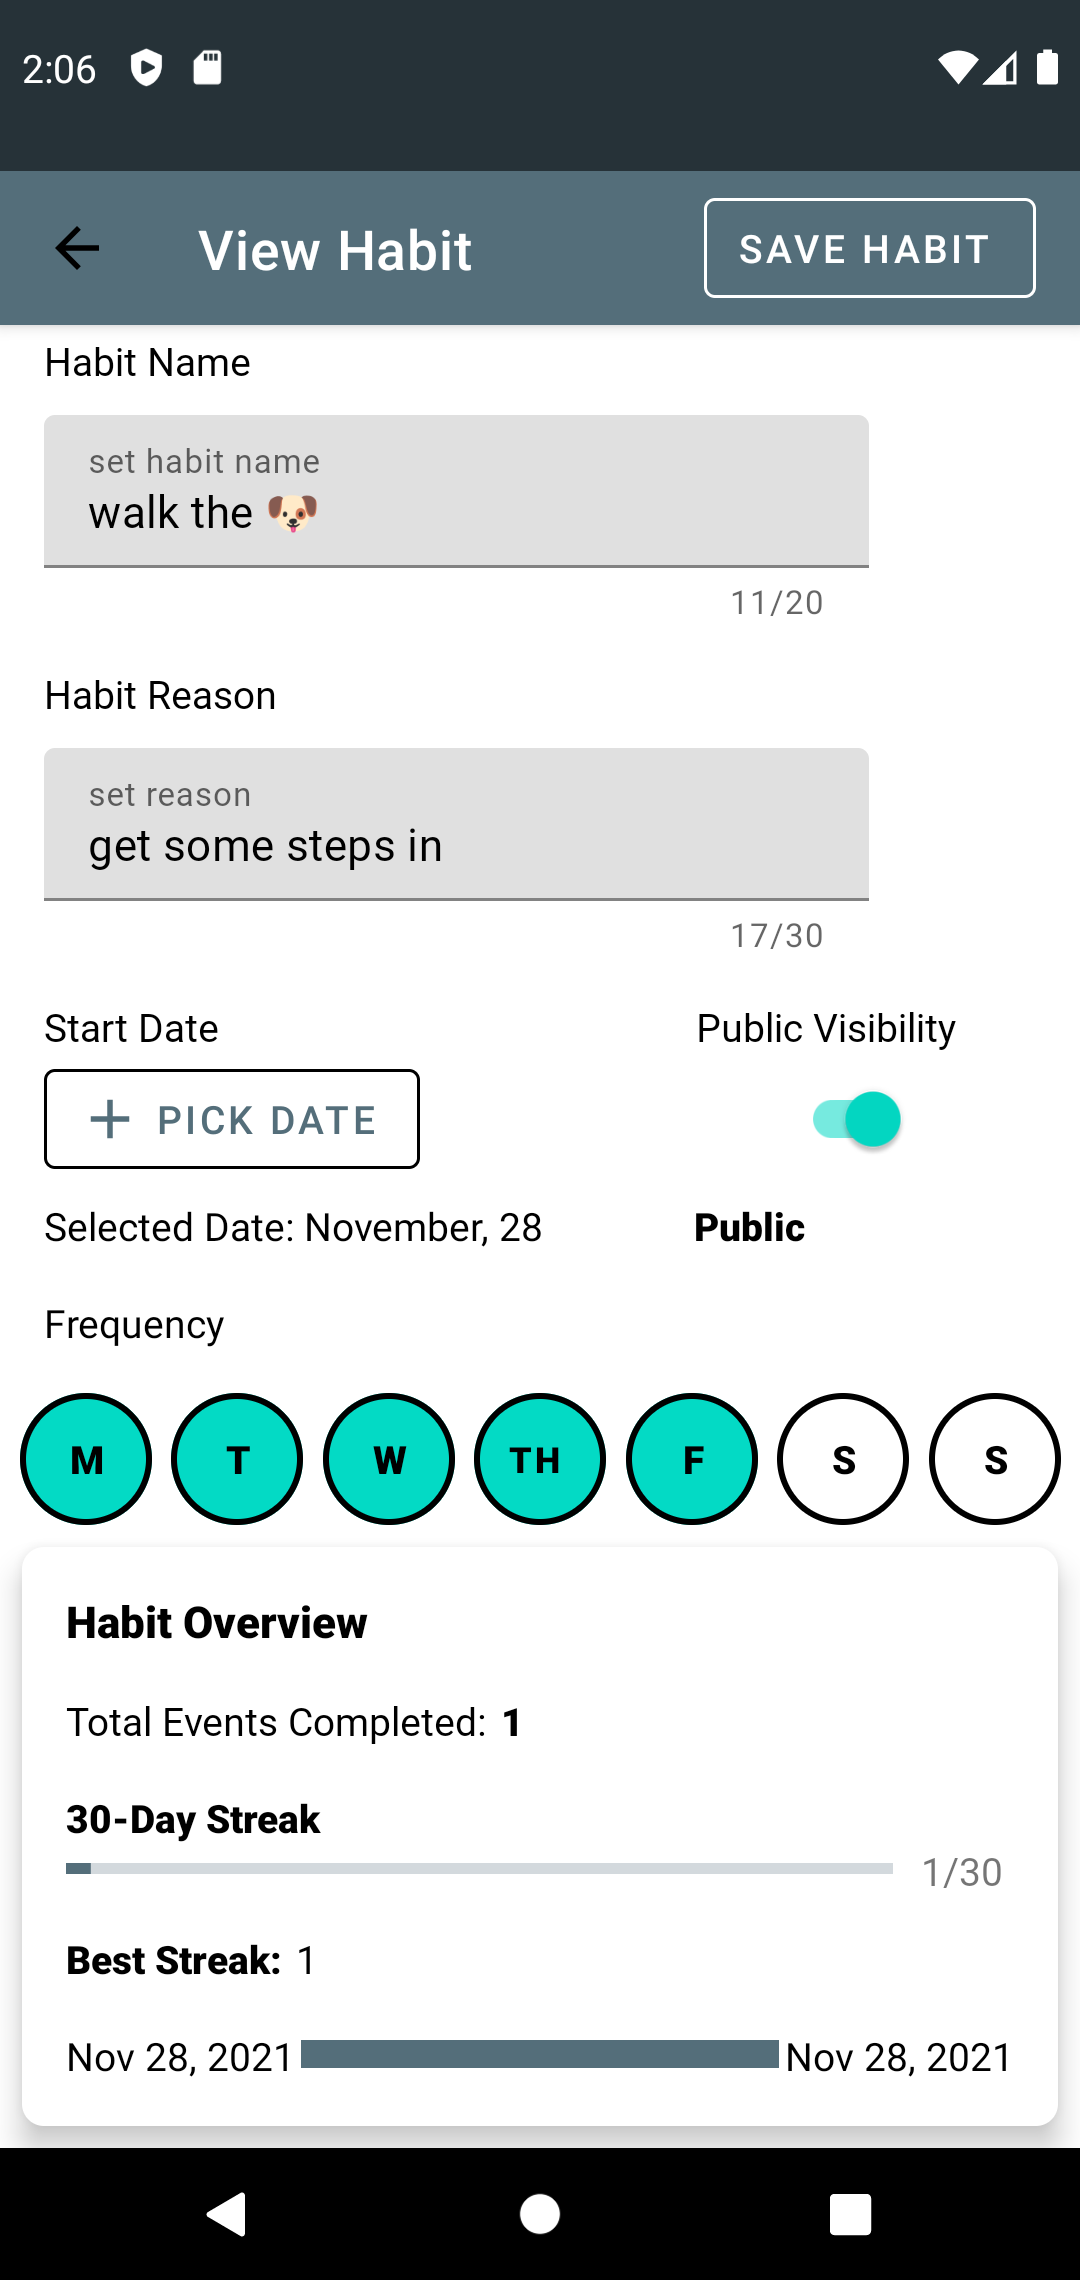 2:06
View Habit
SAVE HABIT
Habit Name
set habit name
walk the 🐶
11/20
Habit Reason
set reason
get some steps in
17/30
Start Date
Public Visibility
+ PICK DATE
Selected Date: November, 28
Public
Frequency
M T W TH F S S
Habit Overview
Total Events Completed: 1
30-Day Streak
1/30
Best Streak: 1
Nov 28, 2021 Nov 28, 2021